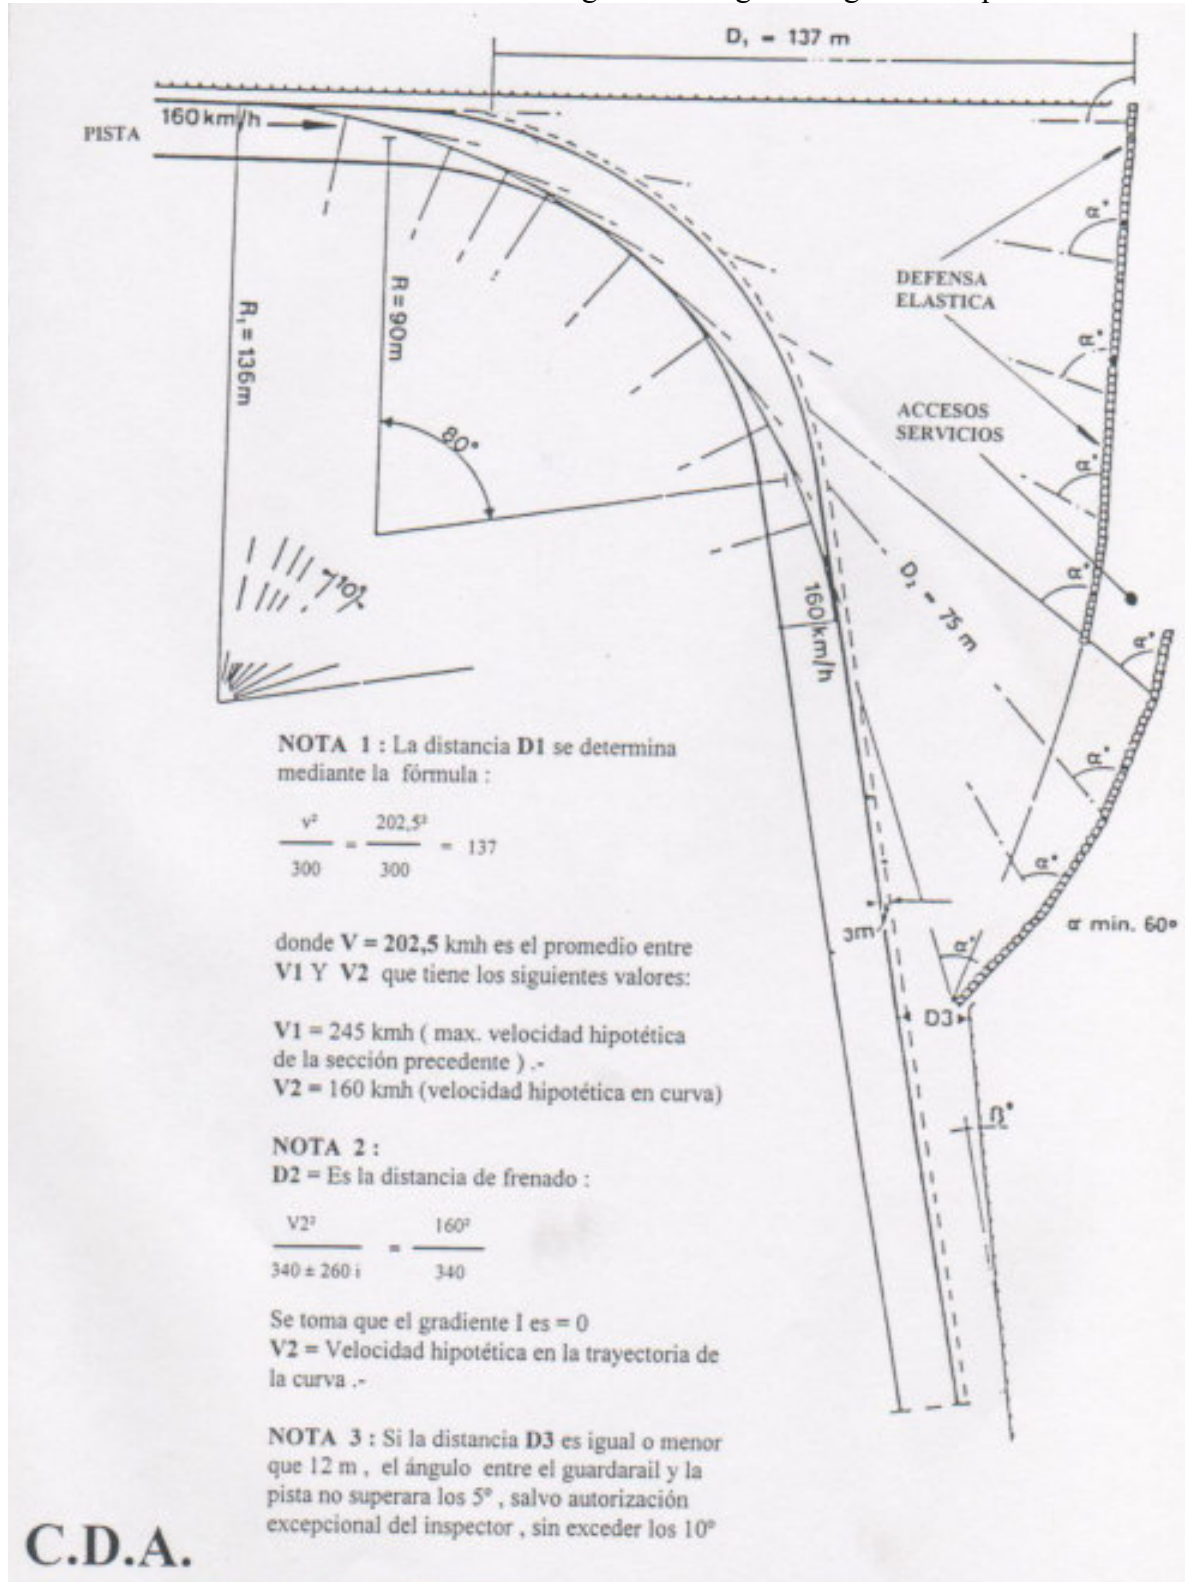 D₁ = 137 m
160 km/h
PISTA
R₁ = 136m
R = 90m
80°
10°
α°
DEFENSA
ELASTICA
α°
ACCESOS
SERVICIOS
α°
α°
α°
D₂ = 75 m
160 km/h
α°
α°
α°
α min. 60°
3m
D3
ß°
NOTA 1 : La distancia D1 se determina
mediante la fórmula :
v² 202,5²
= = 137
300 300
donde V = 202,5 kmh es el promedio entre
V1 Y V2 que tiene los siguientes valores:
V1 = 245 kmh ( max. velocidad hipotética
de la sección precedente ) .-
V2 = 160 kmh (velocidad hipotética en curva)
NOTA 2 :
D2 = Es la distancia de frenado :
V2² 160²
=
340 ± 260 i 340
Se toma que el gradiente I es = 0
V2 = Velocidad hipotética en la trayectoria de
la curva .-
NOTA 3 : Si la distancia D3 es igual o menor
que 12 m , el ángulo entre el guardarail y la
pista no superara los 5º , salvo autorización
excepcional del inspector , sin exceder los 10º
C.D.A.